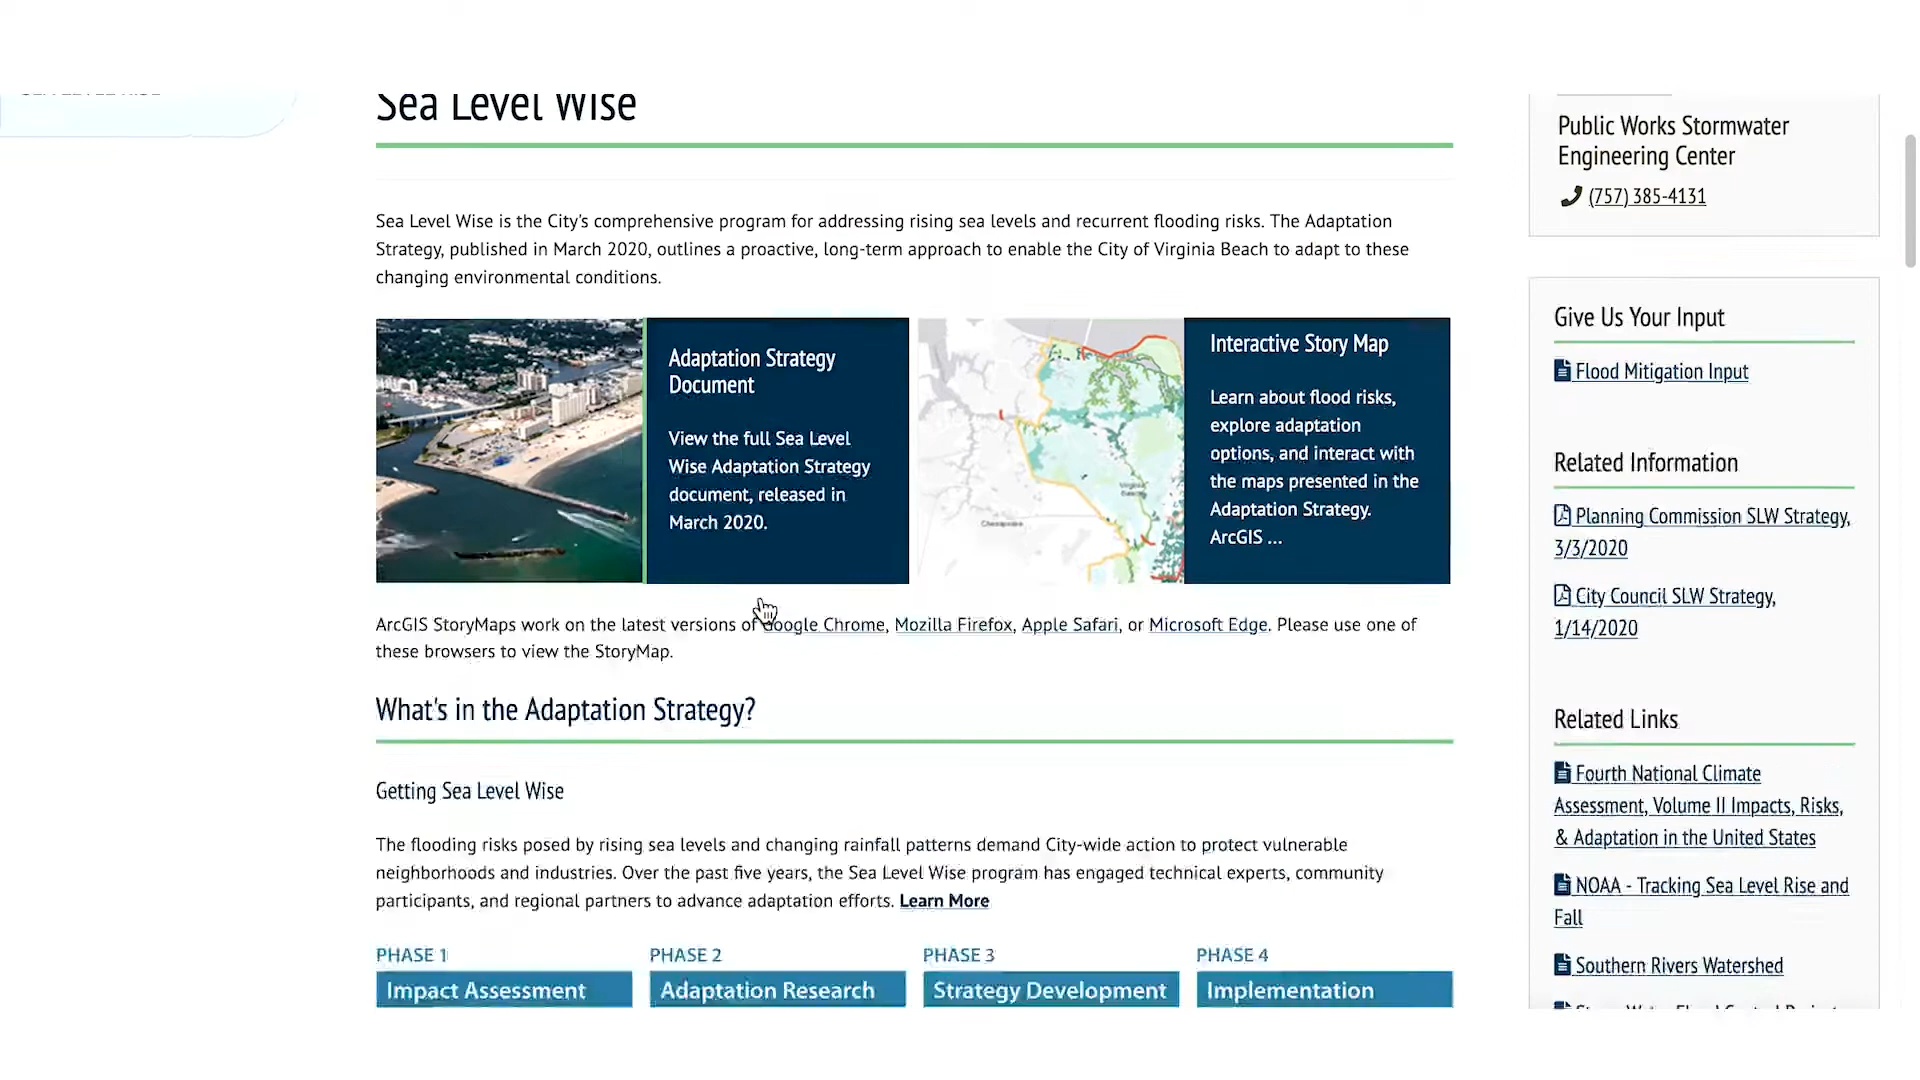 Sea Level Wise
Sea Level Wise is the City's comprehensive program for addressing rising sea levels and recurrent flooding risks. The Adaptation
Strategy, published in March 2020, outlines a proactive, long-term approach to enable the City of Virginia Beach to adapt to these
changing environmental conditions.
Adaptation Strategy
Document
View the full Sea Level
Wise Adaptation Strategy
document, released in
March 2020.
Chesapeake
Virginia
Beach
Interactive Story Map
Learn about flood risks,
explore adaptation
options, and interact with
the maps presented in the
Adaptation Strategy.
ArcGIS ...
ArcGIS StoryMaps work on the latest versions of Google Chrome, Mozilla Firefox, Apple Safari, or Microsoft Edge. Please use one of
these browsers to view the StoryMap.
What's in the Adaptation Strategy?
Getting Sea Level Wise
The flooding risks posed by rising sea levels and changing rainfall patterns demand City-wide action to protect vulnerable
neighborhoods and industries. Over the past five years, the Sea Level Wise program has engaged technical experts, community
participants, and regional partners to advance adaptation efforts. Learn More
PHASE 1
Impact Assessment
PHASE 2
Adaptation Research
PHASE 3
Strategy Development
PHASE 4
Implementation
Public Works Stormwater
Engineering Center
(757) 385-4131
Give Us Your Input
Flood Mitigation Input
Related Information
Planning Commission SLW Strategy,
3/3/2020
City Council SLW Strategy,
1/14/2020
Related Links
Fourth National Climate
Assessment, Volume II Impacts, Risks,
& Adaptation in the United States
NOAA - Tracking Sea Level Rise and
Fall
Southern Rivers Watershed